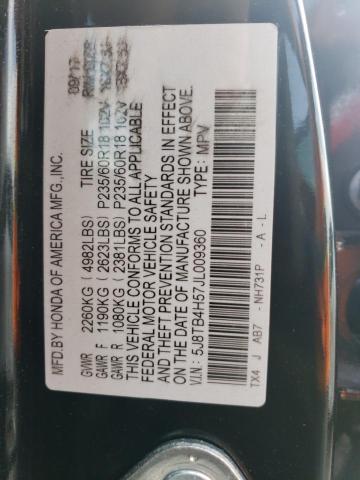 MFD.BY HONDA OF AMERICA MFG.,INC. 09/17
TIRE SIZE
GVWR 2260KG (4982LBS)
GAWR F 1190KG (2623LBS) P235/60R18 102V
GAWR R 1080KG (2381LBS) P235/60R18 102V
THIS VEHICLE CONFORMS TO ALL APPLICABLE
FEDERAL MOTOR VEHICLE SAFETY
AND THEFT PREVENTION STANDARDS IN EFFECT
ON THE DATE OF MANUFACTURE SHOWN ABOVE.
V.I.N.: 5J8TB4H57JL009360 TYPE: MPV
TX4 J AB7 -NH731P -A -L